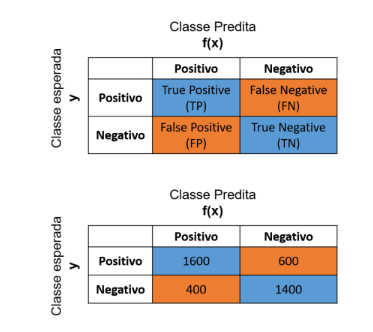 Classe Predita
f(x)
Classe esperada
y
Positivo Negativo
Positivo True Positive (TP) False Negative (FN)
Negativo False Positive (FP) True Negative (TN)
Classe Predita
f(x)
Classe esperada
y
Positivo Negativo
Positivo 1600 600
Negativo 400 1400